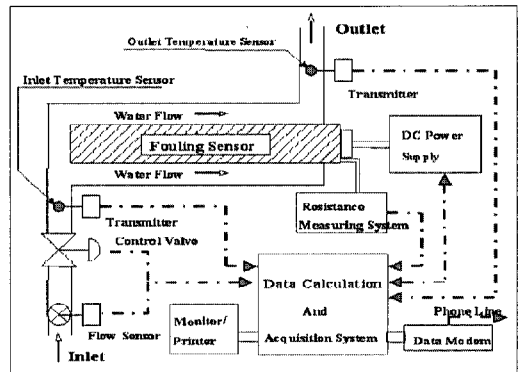 Outlet Temperature Sensor
Outlet
Inlet Temperature Sensor
Transmitter
Water Flow
DC Power
Supply
Fouling Sensor
Water Flow
Transmitter
Resistance
Measuring System
Control Valve
Data Calculation
And
Acquisition System
Phone Line
Monitor/
Printer
Flow Sensor
Data Modem
Inlet